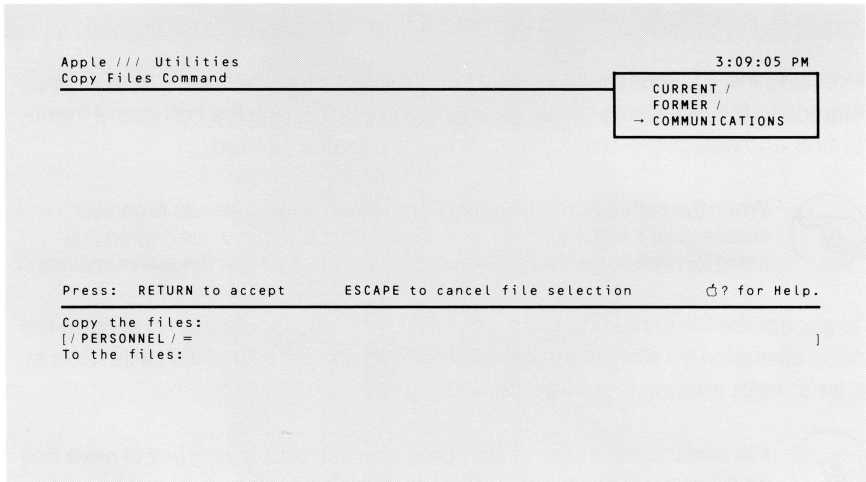 Apple /// Utilities 3:09:05 PM
Copy Files Command
CURRENT /
FORMER /
→ COMMUNICATIONS
Press: RETURN to accept ESCAPE to cancel file selection ? for Help.
Copy the files:
[/ PERSONNEL / = ]
To the files: